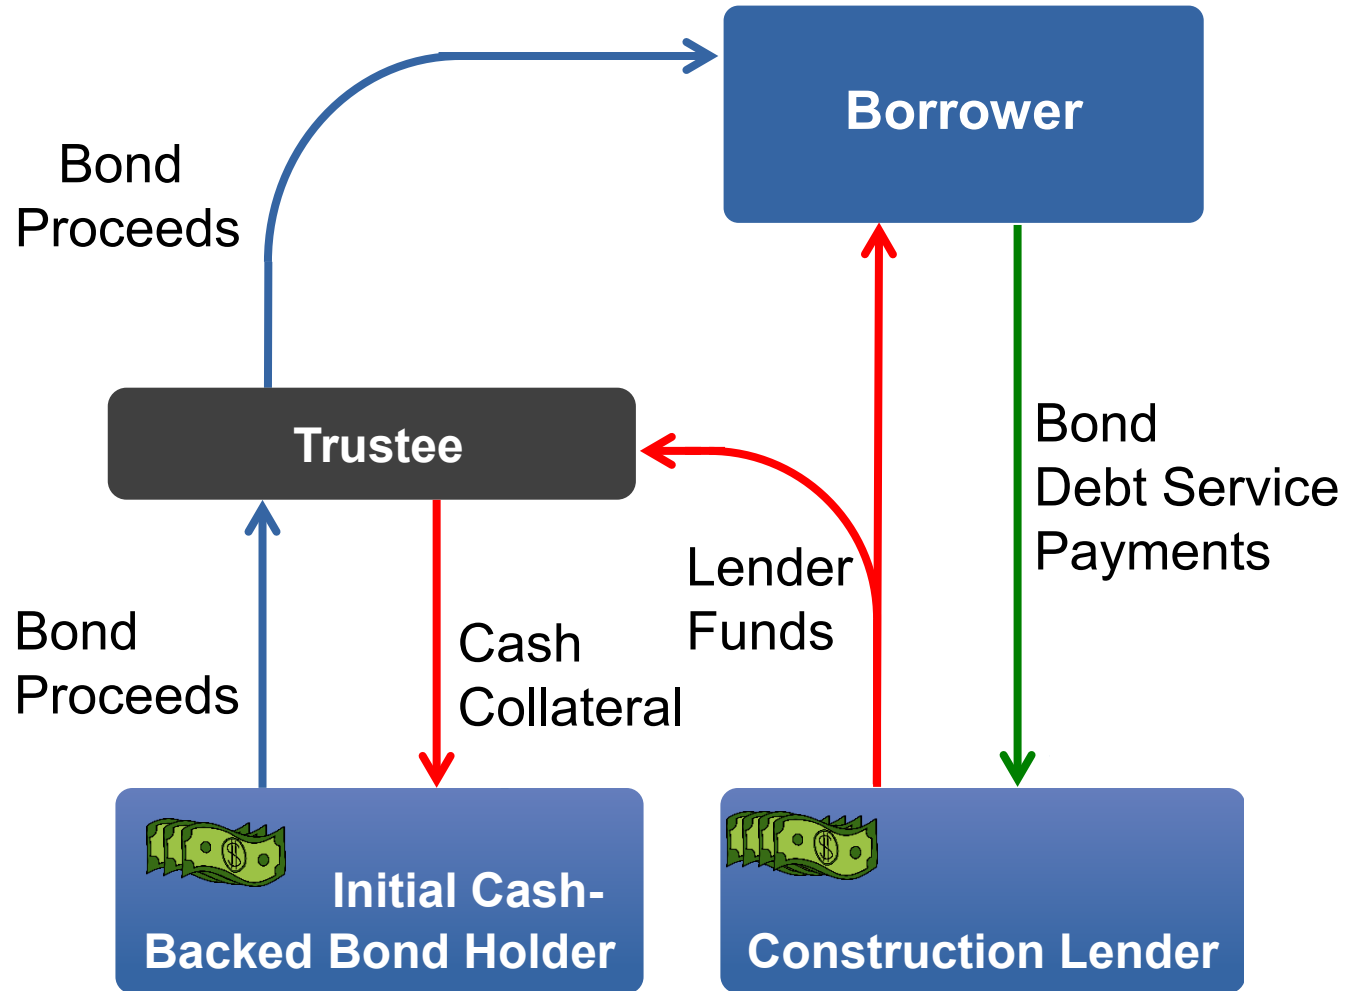 Borrower
Bond
Proceeds
Trustee
Bond
Debt Service
Payments
Lender
Funds
Bond
Proceeds
Cash
Collateral
$
$
Initial Cash-
Backed Bond Holder
Construction Lender